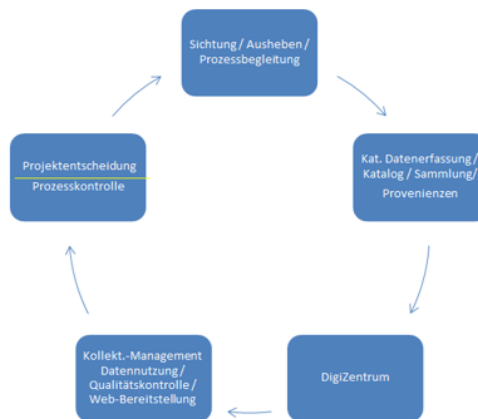 Sichtung / Ausheben /
Prozessbegleitung
Projektentscheidung
Prozesskontrolle
Kat. Datenerfassung /
Katalog / Sammlung/
Provenienzen
Kollekt.-Management
Datennutzung /
Qualitätskontrolle /
Web-Bereitstellung
DigiZentrum